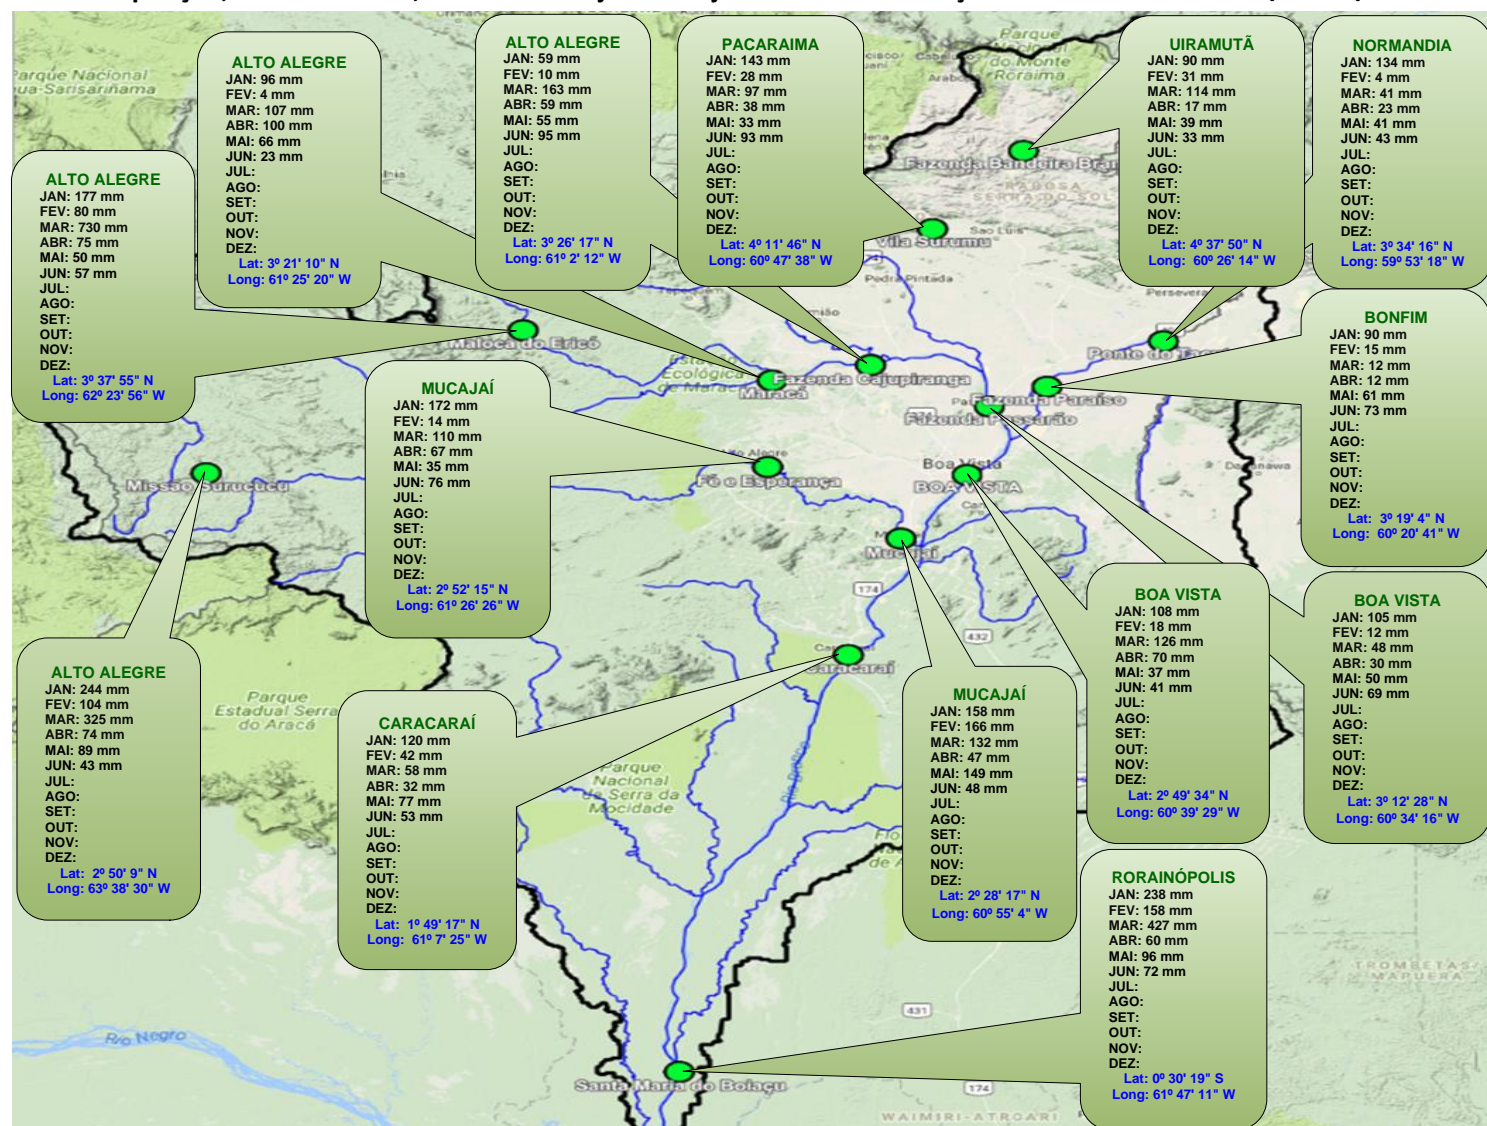 ALTO ALEGRE
JAN: 177 mm
FEV: 80 mm
MAR: 730 mm
ABR: 75 mm
MAI: 50 mm
JUN: 57 mm
JUL:
AGO:
SET:
OUT:
NOV:
DEZ:
Lat: 3º 37' 55" N
Long: 62º 23' 56" W
ALTO ALEGRE
JAN: 96 mm
FEV: 4 mm
MAR: 107 mm
ABR: 100 mm
MAI: 66 mm
JUN: 23 mm
JUL:
AGO:
SET:
OUT:
NOV:
DEZ:
Lat: 3º 21' 10" N
Long: 61º 25' 20" W
ALTO ALEGRE
JAN: 59 mm
FEV: 10 mm
MAR: 163 mm
ABR: 59 mm
MAI: 55 mm
JUN: 95 mm
JUL:
AGO:
SET:
OUT:
NOV:
DEZ:
Lat: 3º 26' 17" N
Long: 61º 2' 12" W
PACARAIMA
JAN: 143 mm
FEV: 28 mm
MAR: 97 mm
ABR: 38 mm
MAI: 33 mm
JUN: 93 mm
JUL:
AGO:
SET:
OUT:
NOV:
DEZ:
Lat: 4º 11' 46" N
Long: 60º 47' 38" W
UIRAMUTÃ
JAN: 90 mm
FEV: 31 mm
MAR: 114 mm
ABR: 17 mm
MAI: 39 mm
JUN: 33 mm
JUL:
AGO:
SET:
OUT:
NOV:
DEZ:
Lat: 4º 37' 50" N
Long: 60º 26' 14" W
NORMANDIA
JAN: 134 mm
FEV: 4 mm
MAR: 41 mm
ABR: 23 mm
MAI: 41 mm
JUN: 43 mm
JUL:
AGO:
SET:
OUT:
NOV:
DEZ:
Lat: 3º 34' 16" N
Long: 59º 53' 18" W
BONFIM
JAN: 90 mm
FEV: 15 mm
MAR: 12 mm
ABR: 12 mm
MAI: 61 mm
JUN: 73 mm
JUL:
AGO:
SET:
OUT:
NOV:
DEZ:
Lat: 3º 19' 4" N
Long: 60º 20' 41" W
MUCAJAÍ
JAN: 172 mm
FEV: 14 mm
MAR: 110 mm
ABR: 67 mm
MAI: 35 mm
JUN: 76 mm
JUL:
AGO:
SET:
OUT:
NOV:
DEZ:
Lat: 2º 52' 15" N
Long: 61º 26' 26" W
ALTO ALEGRE
JAN: 244 mm
FEV: 104 mm
MAR: 325 mm
ABR: 74 mm
MAI: 89 mm
JUN: 43 mm
JUL:
AGO:
SET:
OUT:
NOV:
DEZ:
Lat: 2º 50' 9" N
Long: 63º 38' 30" W
CARACARAÍ
JAN: 120 mm
FEV: 42 mm
MAR: 58 mm
ABR: 32 mm
MAI: 77 mm
JUN: 53 mm
JUL:
AGO:
SET:
OUT:
NOV:
DEZ:
Lat: 1º 49' 17" N
Long: 61º 7' 25" W
MUCAJAÍ
JAN: 158 mm
FEV: 166 mm
MAR: 132 mm
ABR: 47 mm
MAI: 149 mm
JUN: 48 mm
JUL:
AGO:
SET:
OUT:
NOV:
DEZ:
Lat: 2º 28' 17" N
Long: 60º 55' 4" W
BOA VISTA
JAN: 108 mm
FEV: 18 mm
MAR: 126 mm
ABR: 70 mm
MAI: 37 mm
JUN: 41 mm
JUL:
AGO:
SET:
OUT:
NOV:
DEZ:
Lat: 2º 49' 34" N
Long: 60º 39' 29" W
BOA VISTA
JAN: 105 mm
FEV: 12 mm
MAR: 48 mm
ABR: 30 mm
MAI: 50 mm
JUN: 69 mm
JUL:
AGO:
SET:
OUT:
NOV:
DEZ:
Lat: 3º 12' 28" N
Long: 60º 34' 16" W
RORAINÓPOLIS
JAN: 238 mm
FEV: 158 mm
MAR: 427 mm
ABR: 60 mm
MAI: 96 mm
JUN: 72 mm
JUL:
AGO:
SET:
OUT:
NOV:
DEZ:
Lat: 0º 30' 19" S
Long: 61º 47' 11" W
Parque Nacional
Parque
do Monte
Roraima
Fazenda Bandeira
RAPOSA
SERRA DO SOL
Vila Surumu
Sao Luis
Pedra Pintada
Maloca do Ericó
Ponte do
Ecológica
Maracá
Fazenda Cajupiranga
Fazenda Paraíso
Fazenda Passarão
Missão Surucucu
Fé e Esperança
Boa Vista
BOA VISTA
Mucajaí
174
432
Caracaraí
Parque
Estadual Serra
do Aracá
Parque
Nacional
da Serra da
Mocidade
Rio Branco
TROMBETAS/
MAPUERA
431
Rio Negro
Santa Maria do Boiaçu
174
WAIMIRI-ATROARI